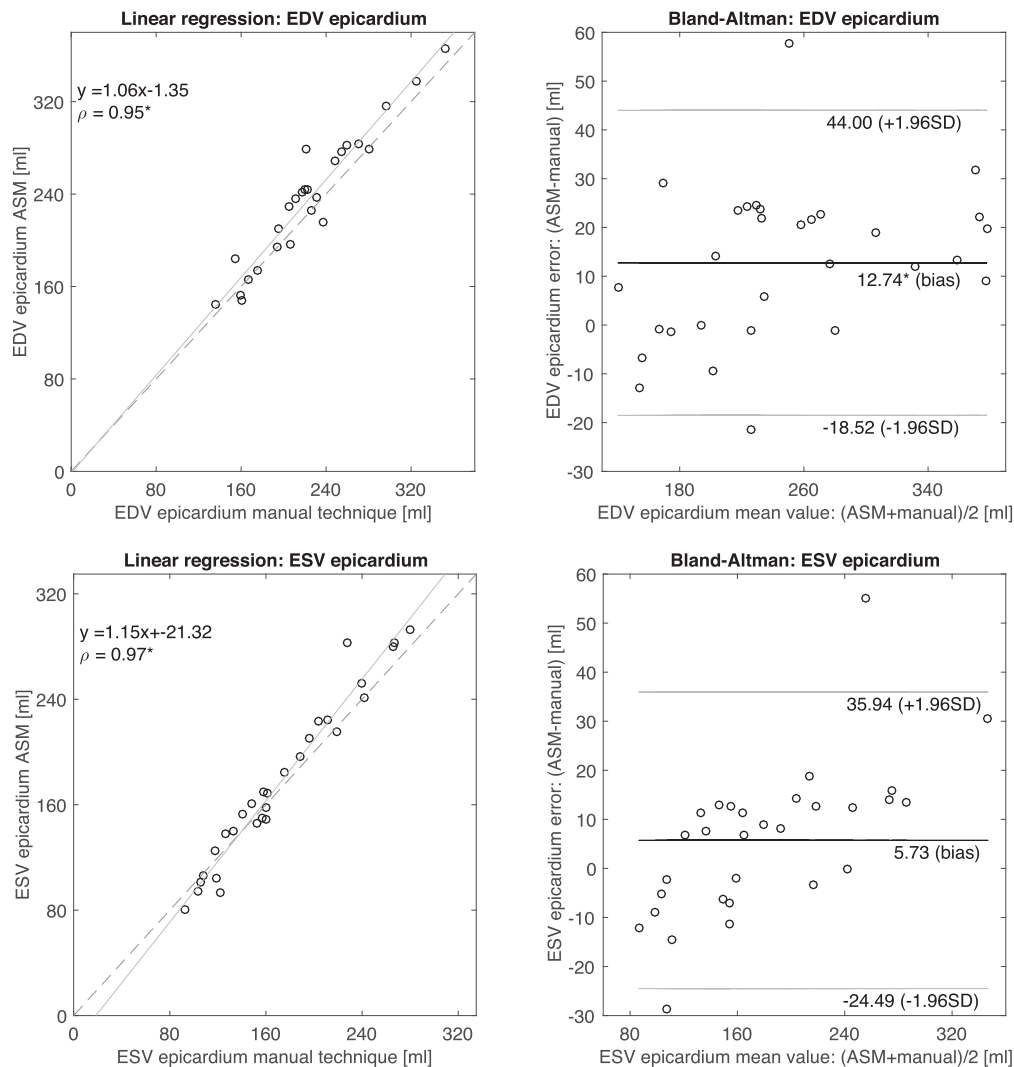 Linear regression: EDV epicardium
y =1.06x-1.35
ρ = 0.95*
EDV epicardium ASM [ml]
320
240
160
80
0
0 80 160 240 320
EDV epicardium manual technique [ml]
Bland-Altman: EDV epicardium
EDV epicardium error: (ASM-manual) [ml]
60
50
44.00 (+1.96SD)
40
30
20
10
12.74* (bias)
0
-10
-20
-18.52 (-1.96SD)
-30
180 260 340
EDV epicardium mean value: (ASM+manual)/2 [ml]
Linear regression: ESV epicardium
y =1.15x+-21.32
ρ = 0.97*
ESV epicardium ASM [ml]
320
240
160
80
0
0 80 160 240 320
ESV epicardium manual technique [ml]
Bland-Altman: ESV epicardium
ESV epicardium error: (ASM-manual) [ml]
60
50
40
35.94 (+1.96SD)
30
20
10
5.73 (bias)
0
-10
-20
-24.49 (-1.96SD)
-30
80 160 240 320
ESV epicardium mean value: (ASM+manual)/2 [ml]